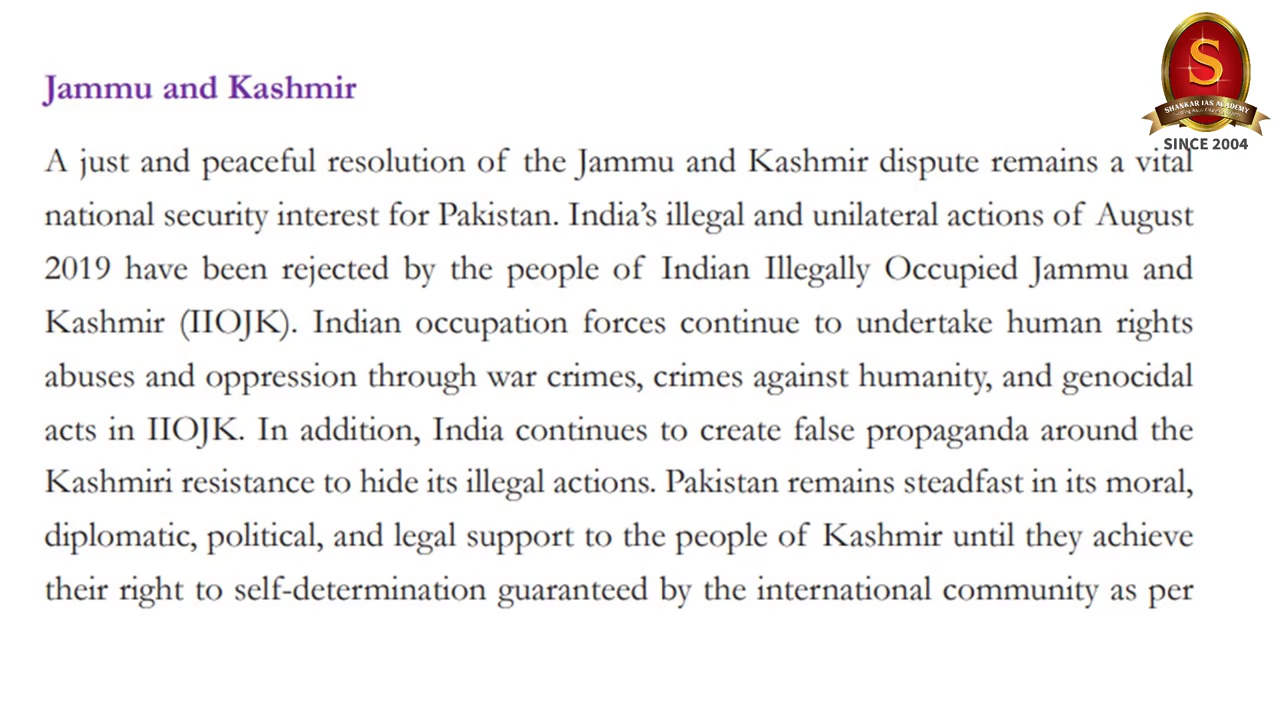 Jammu and Kashmir
S
SHANKAR IAS ACADEMY
SINCE 2004
A just and peaceful resolution of the Jammu and Kashmir dispute remains a vital
national security interest for Pakistan. India’s illegal and unilateral actions of August
2019 have been rejected by the people of Indian Illegally Occupied Jammu and
Kashmir (IIOJK). Indian occupation forces continue to undertake human rights
abuses and oppression through war crimes, crimes against humanity, and genocidal
acts in IIOJK. In addition, India continues to create false propaganda around the
Kashmiri resistance to hide its illegal actions. Pakistan remains steadfast in its moral,
diplomatic, political, and legal support to the people of Kashmir until they achieve
their right to self-determination guaranteed by the international community as per